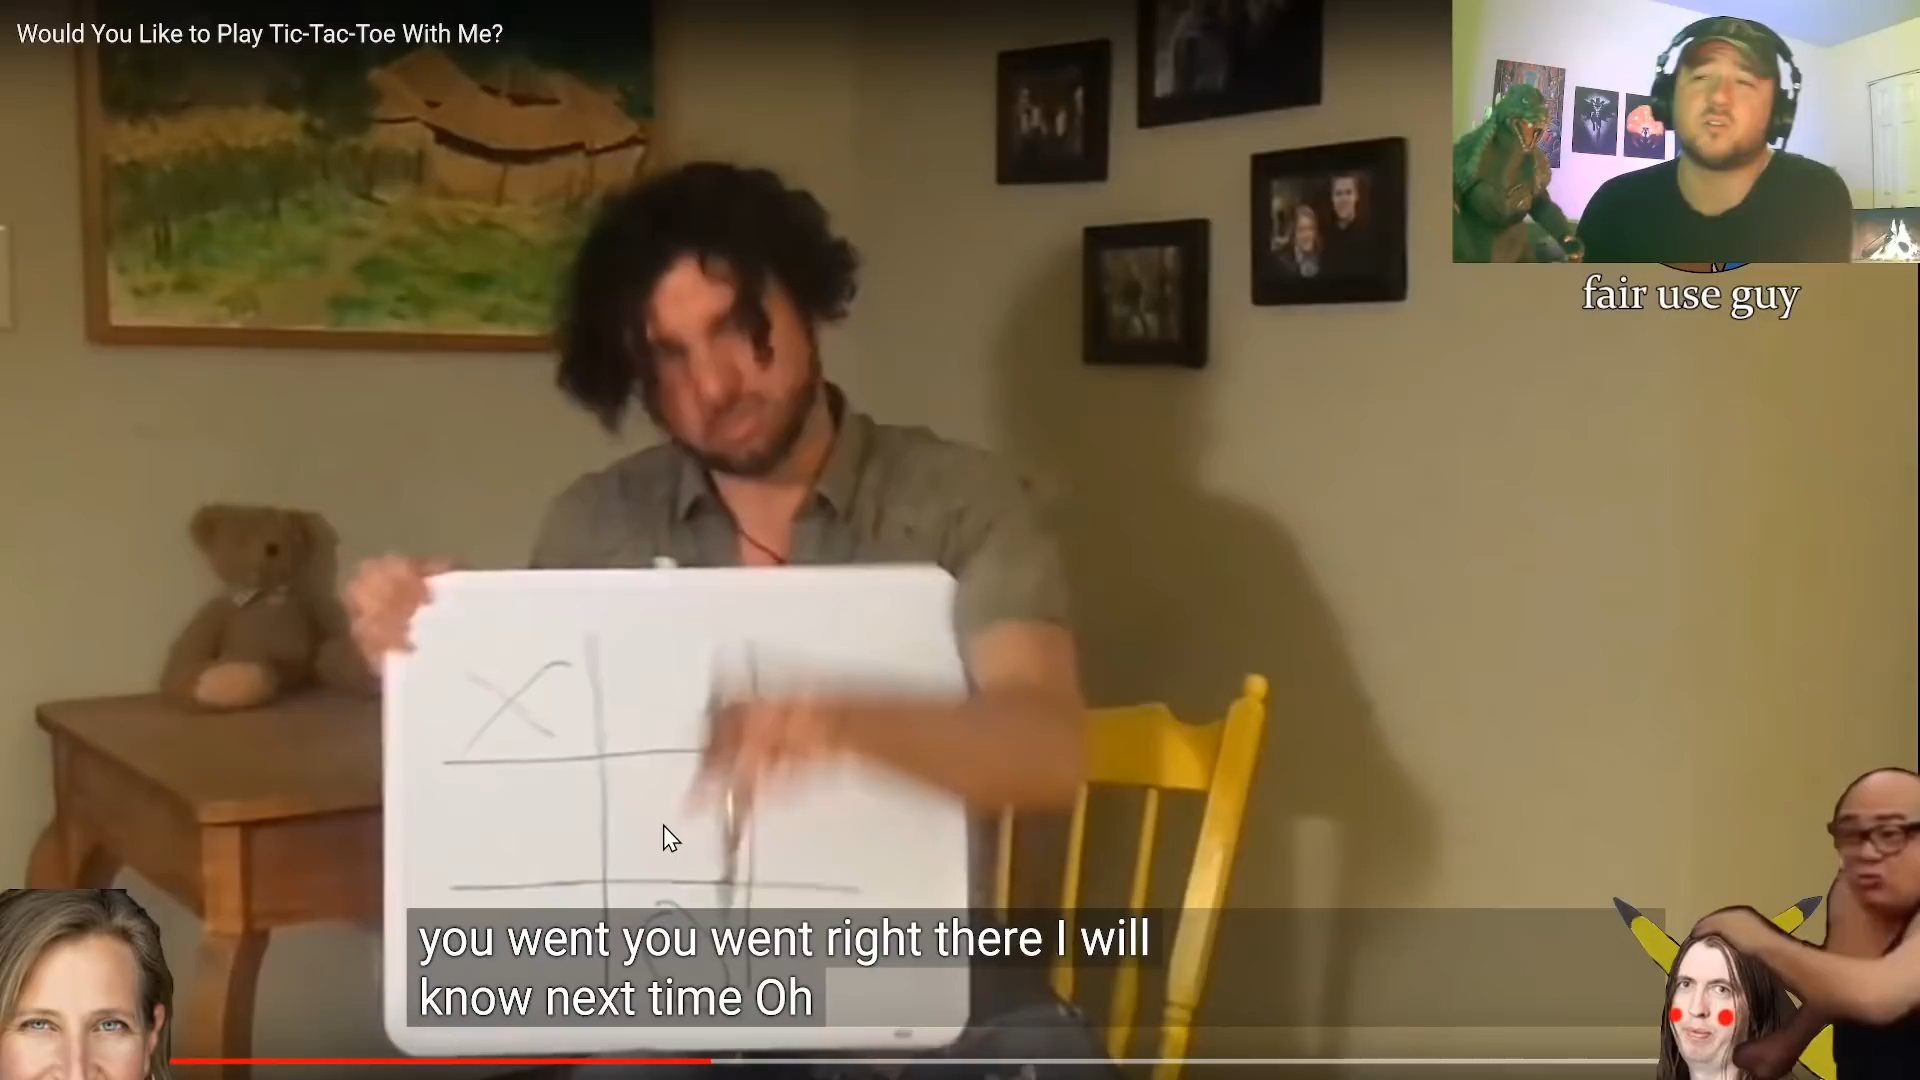 Would You Like to Play Tic-Tac-Toe With Me?
fair use guy
X
O
you went you went right there I will
know next time Oh